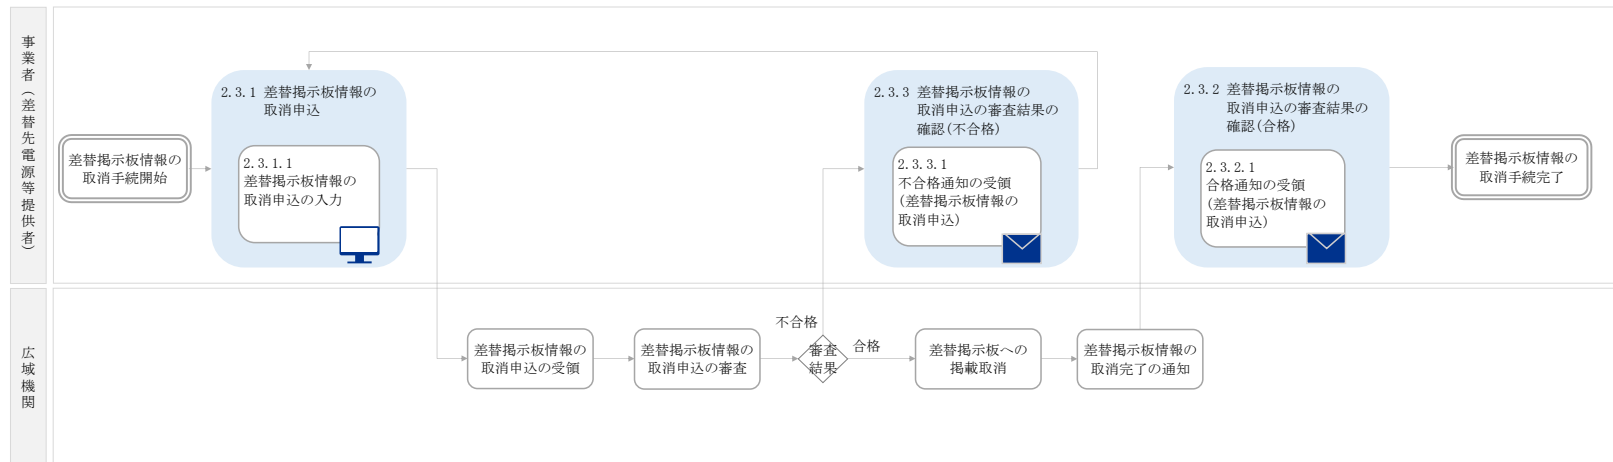 事業者（差替先電源等提供者）
差替掲示板情報の
取消手続開始
2.3.1 差替掲示板情報の
取消申込
2.3.1.1
差替掲示板情報の
取消申込の入力
2.3.3 差替掲示板情報の
取消申込の審査結果の
確認(不合格)
2.3.3.1
不合格通知の受領
(差替掲示板情報の
取消申込)
2.3.2 差替掲示板情報の
取消申込の審査結果の
確認(合格)
2.3.2.1
合格通知の受領
(差替掲示板情報の
取消申込)
差替掲示板情報の
取消手続完了
広域機関
差替掲示板情報の
取消申込の受領
差替掲示板情報の
取消申込の審査
不合格
審査
結果
合格
差替掲示板への
掲載取消
差替掲示板情報の
取消完了の通知